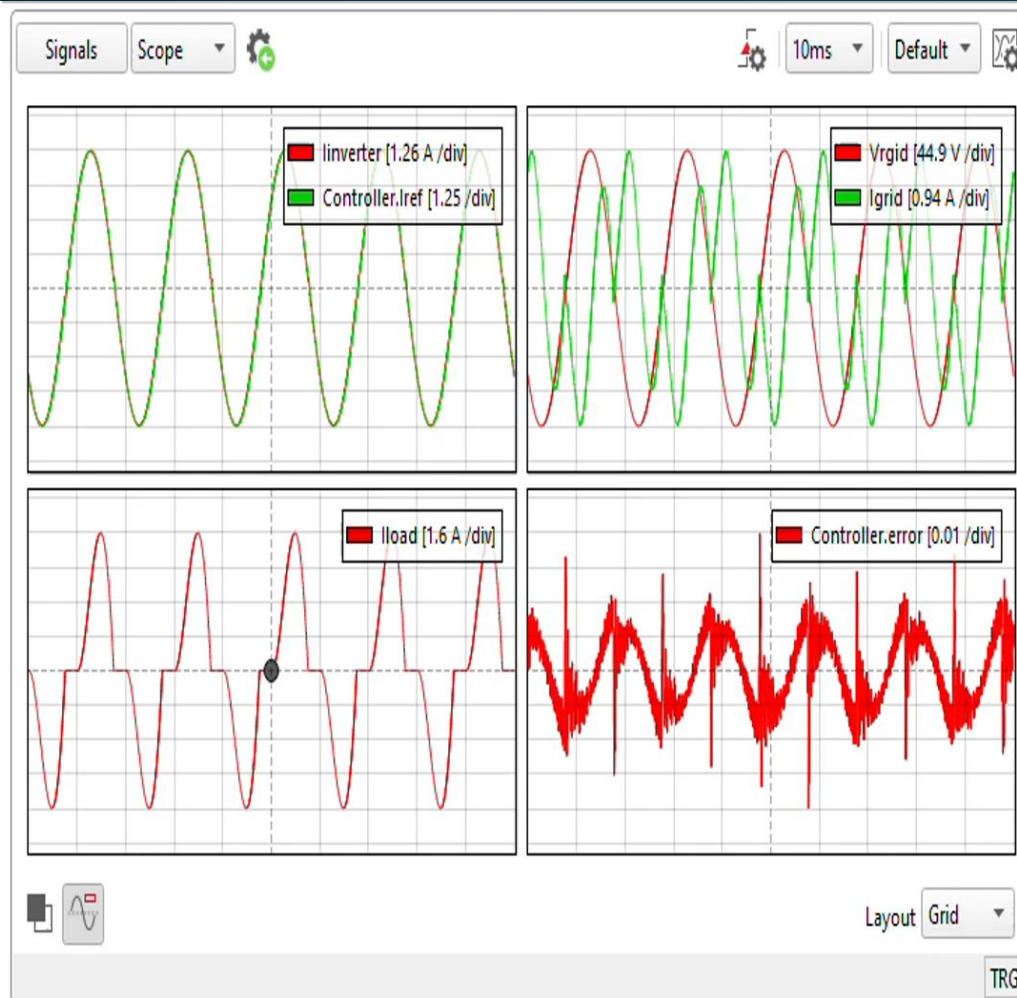 Signals
Scope
10ms
Default
Iinverter [1.26 A /div]
Controller.Iref [1.25 /div]
Vrgid [44.9 V /div]
Igrid [0.94 A /div]
Iload [1.6 A /div]
Controller.error [0.01 /div]
Layout
Grid
TRG